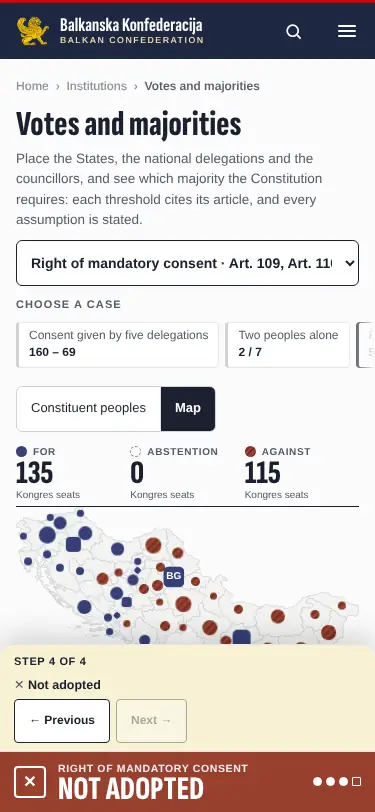 Balkanska Konfederacija
BALKAN CONFEDERATION
Home › Institutions › Votes and majorities
Votes and majorities
Place the States, the national delegations and the
councillors, and see which majority the Constitution
requires: each threshold cites its article, and every
assumption is stated.
Right of mandatory consent · Art. 109, Art. 110
CHOOSE A CASE
Consent given by five delegations
160 – 69
Two peoples alone
2 / 7
Constituent peoples
Map
FOR
135
Kongres seats
ABSTENTION
0
Kongres seats
AGAINST
115
Kongres seats
BG
STEP 4 OF 4
✕ Not adopted
← Previous
Next →
✕
RIGHT OF MANDATORY CONSENT
NOT ADOPTED